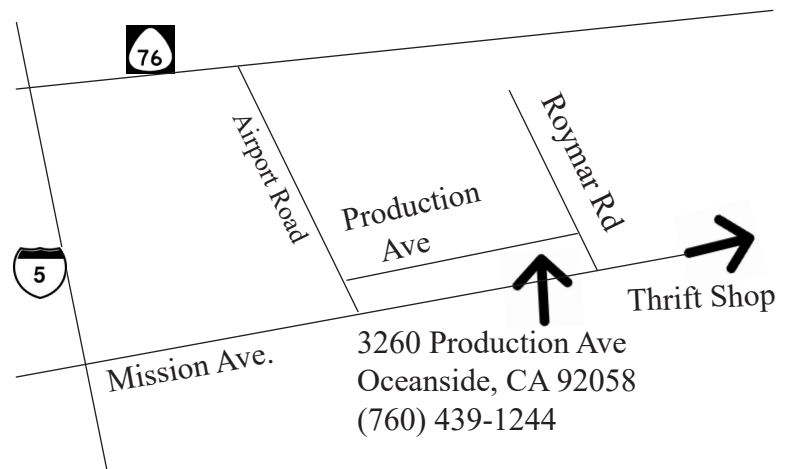 76
Airport Road
Roymar Rd
Production
Ave
5
Thrift Shop
Mission Ave.
3260 Production Ave
Oceanside, CA 92058
(760) 439-1244